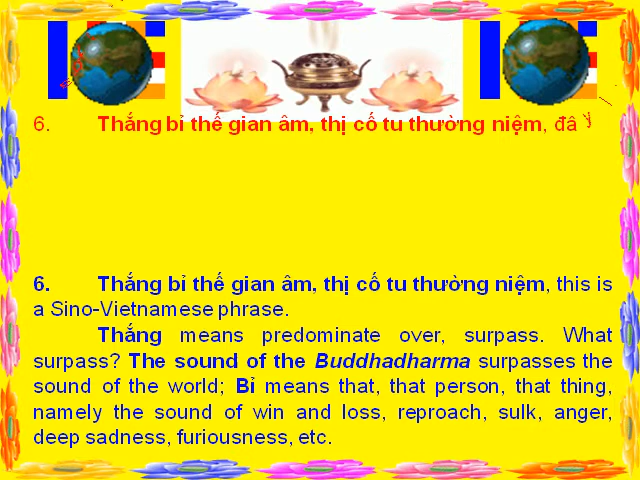 6. Thắng bỉ thế gian âm, thị cố tu thường niệm, đâ
6. Thắng bỉ thế gian âm, thị cố tu thường niệm, this is
a Sino-Vietnamese phrase.
Thắng means predominate over, surpass. What
surpass? The sound of the Buddhadharma surpasses the
sound of the world; Bỉ means that, that person, that thing,
namely the sound of win and loss, reproach, sulk, anger,
deep sadness, furiousness, etc.